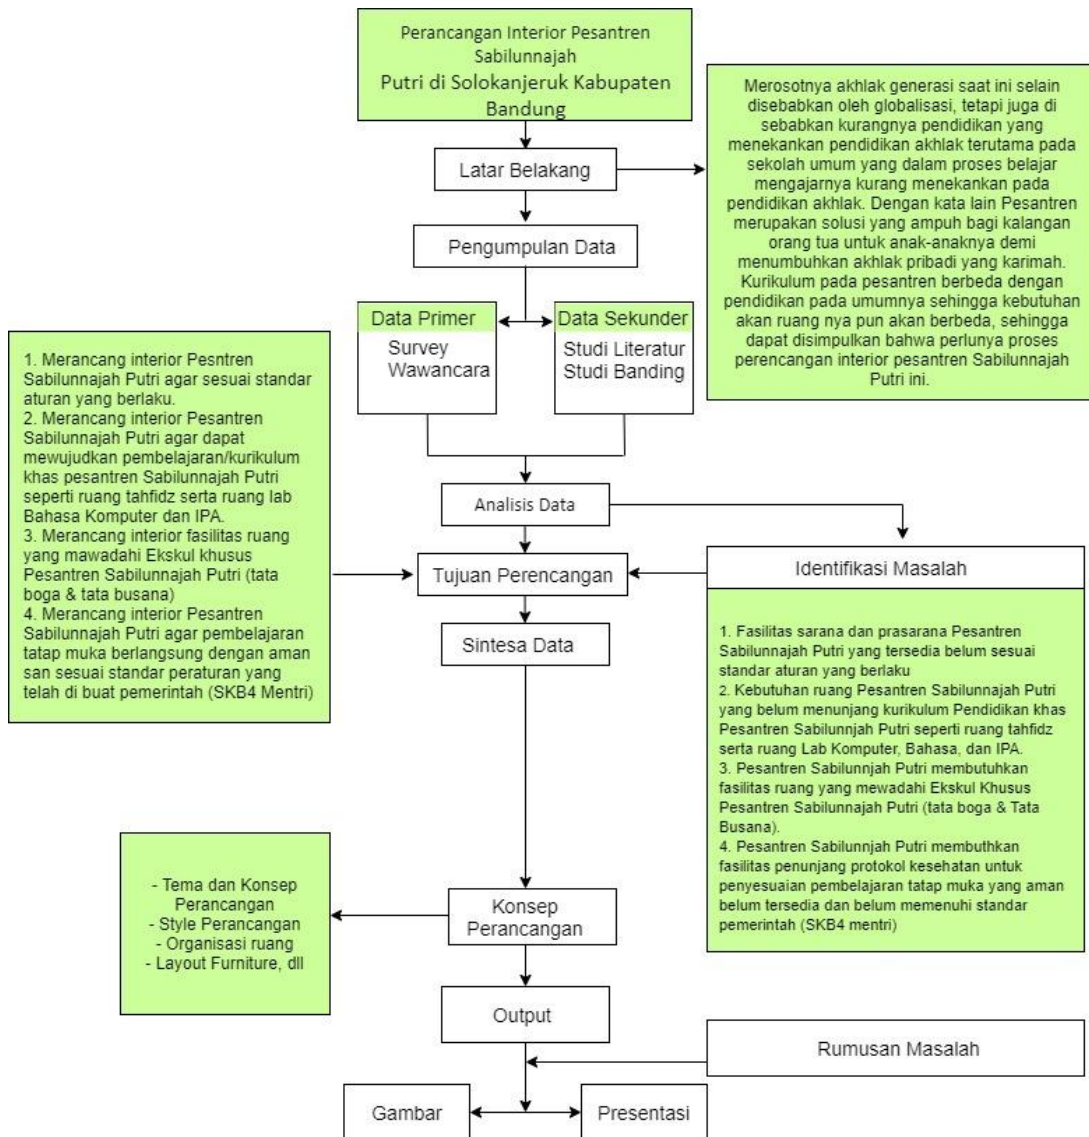 Perancangan Interior Pesantren
Sabilunnajah
Putri di Solokanjeruk Kabupaten
Bandung
Latar Belakang
Merosotnya akhlak generasi saat ini selain
disebabkan oleh globalisasi, tetapi juga di
sebabkan kurangnya pendidikan yang
menekankan pendidikan akhlak terutama pada
sekolah umum yang dalam proses belajar
mengajarnya kurang menekankan pada
pendidikan akhlak. Dengan kata lain Pesantren
merupakan solusi yang ampuh bagi kalangan
orang tua untuk anak-anaknya demi
menumbuhkan akhlak pribadi yang karimah.
Kurikulum pada pesantren berbeda dengan
pendidikan pada umumnya sehingga kebutuhan
akan ruang nya pun akan berbeda, sehingga
dapat disimpulkan bahwa perlunya proses
perencangan interior pesantren Sabilunnajah
Putri ini.
Pengumpulan Data
Data Primer
Survey
Wawancara
Data Sekunder
Studi Literatur
Studi Banding
1. Merancang interior Pesntren
Sabilunnajah Putri agar sesuai standar
aturan yang berlaku.
2. Merancang interior Pesantren
Sabilunnajah Putri agar dapat
mewujudkan pembelajaran/kurikulum
khas pesantren Sabilunnajah Putri
seperti ruang tahfidz serta ruang lab
Bahasa Komputer dan IPA.
3. Merancang interior fasilitas ruang
yang mawadahi Ekskul khusus
Pesantren Sabilunnajah Putri (tata
boga & tata busana)
4. Merancang interior Pesantren
Sabilunnajah Putri agar pembelajaran
tatap muka berlangsung dengan aman
san sesuai standar peraturan yang
telah di buat pemerintah (SKB4 Mentri)
Analisis Data
Tujuan Perencangan
Identifikasi Masalah
1. Fasilitas sarana dan prasarana Pesantren
Sabilunnajah Putri yang tersedia belum sesuai
standar aturan yang berlaku
2. Kebutuhan ruang Pesantren Sabilunnajah Putri
yang belum menunjang kurikulum Pendidikan khas
Pesantren Sabilunnjah Putri seperti ruang tahfidz
serta ruang Lab Komputer, Bahasa, dan IPA.
3. Pesantren Sabilunnjah Putri membutuhkan
fasilitas ruang yang mewadahi Ekskul Khusus
Pesantren Sabilunnajah Putri (tata boga & Tata
Busana).
4. Pesantren Sabilunnjah Putri membuthkan
fasilitas penunjang protokol kesehatan untuk
penyesuaian pembelajaran tatap muka yang aman
belum tersedia dan belum memenuhi standar
pemerintah (SKB4 mentri)
Sintesa Data
- Tema dan Konsep
Perancangan
- Style Perancangan
- Organisasi ruang
- Layout Furniture, dll
Konsep
Perancangan
Output
Rumusan Masalah
Gambar
Presentasi